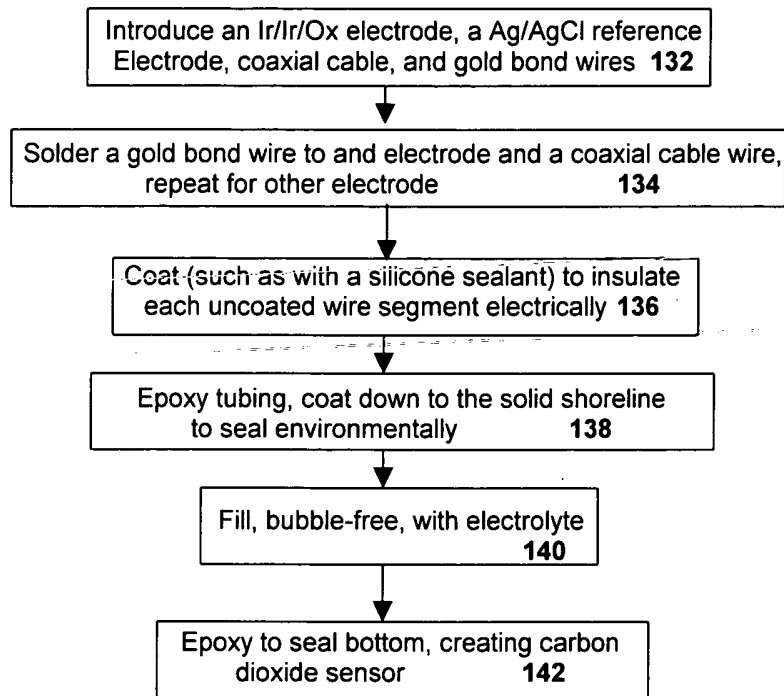 Introduce an Ir/Ir/Ox electrode, a Ag/AgCl reference
Electrode, coaxial cable, and gold bond wires 132
Solder a gold bond wire to and electrode and a coaxial cable wire,
repeat for other electrode 134
Coat (such as with a silicone sealant) to insulate
each uncoated wire segment electrically 136
Epoxy tubing, coat down to the solid shoreline
to seal environmentally 138
Fill, bubble-free, with electrolyte
140
Epoxy to seal bottom, creating carbon
dioxide sensor 142